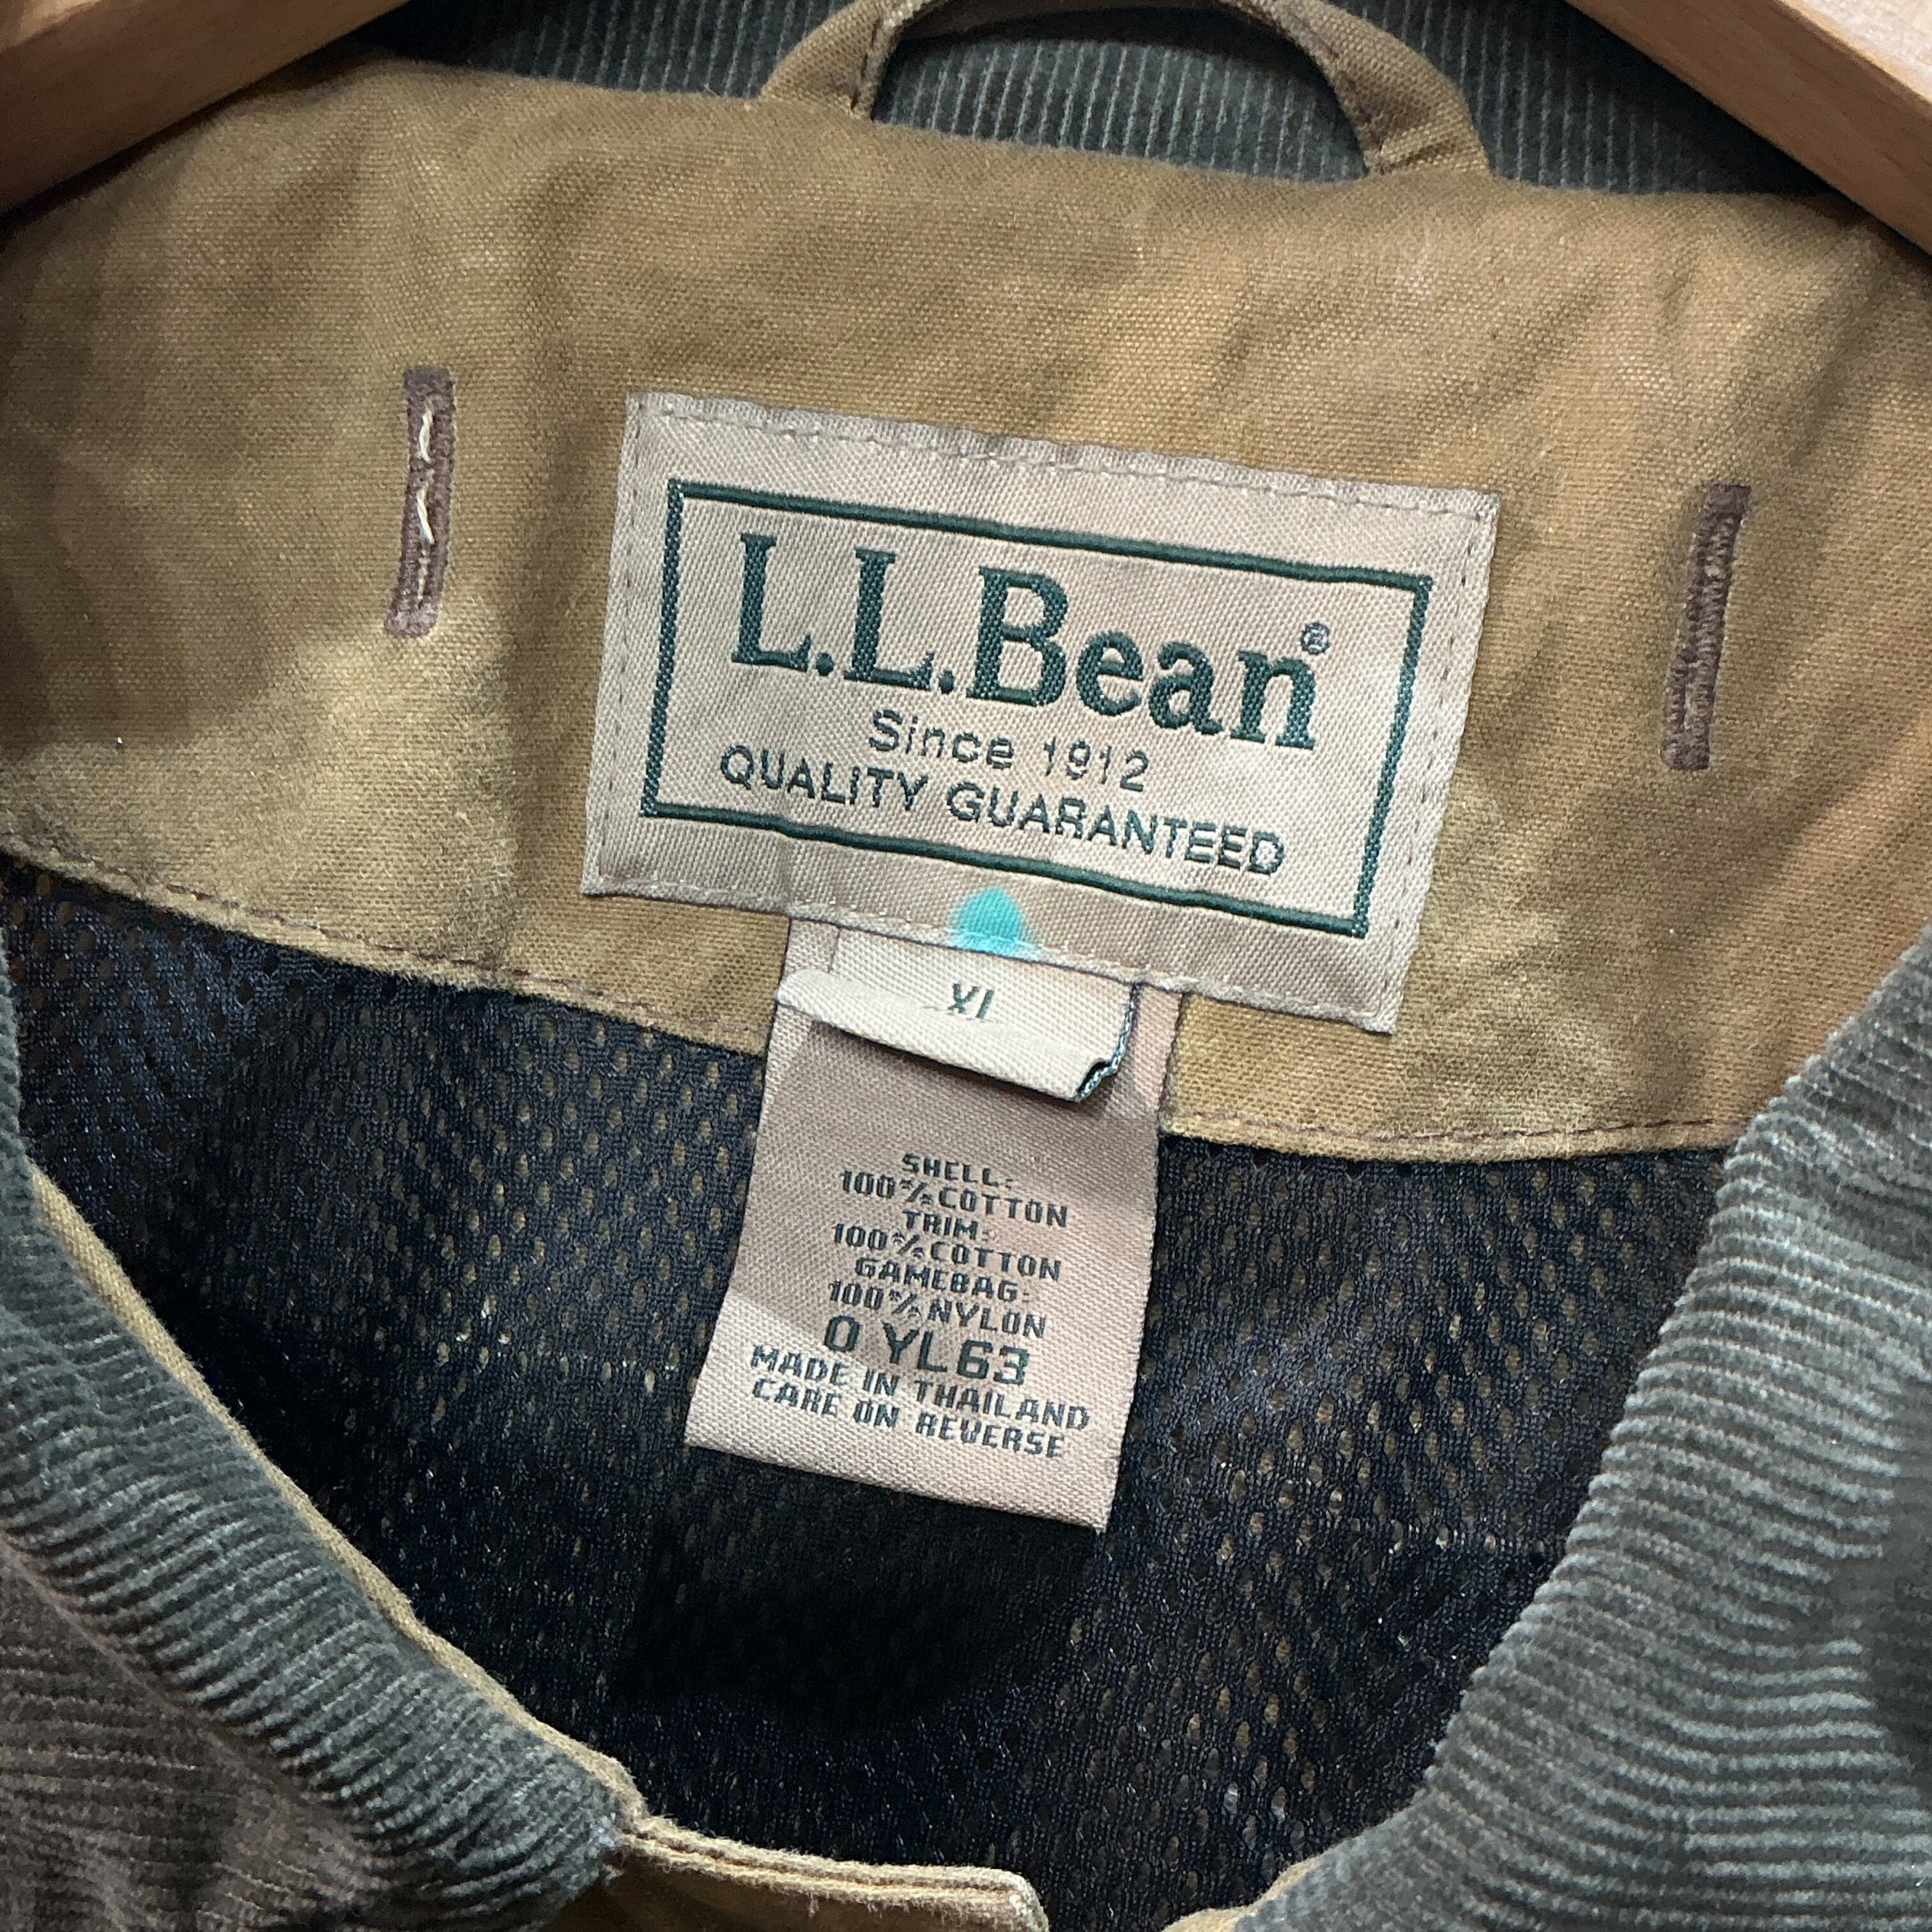 L.L.Bean®
Since 1912
QUALITY GUARANTEED
XL
SHELL:
100% COTTON
TRIM:
100% COTTON
GAMEBAG:
100% NYLON
0 YL63
MADE IN THAILAND
CARE ON REVERSE